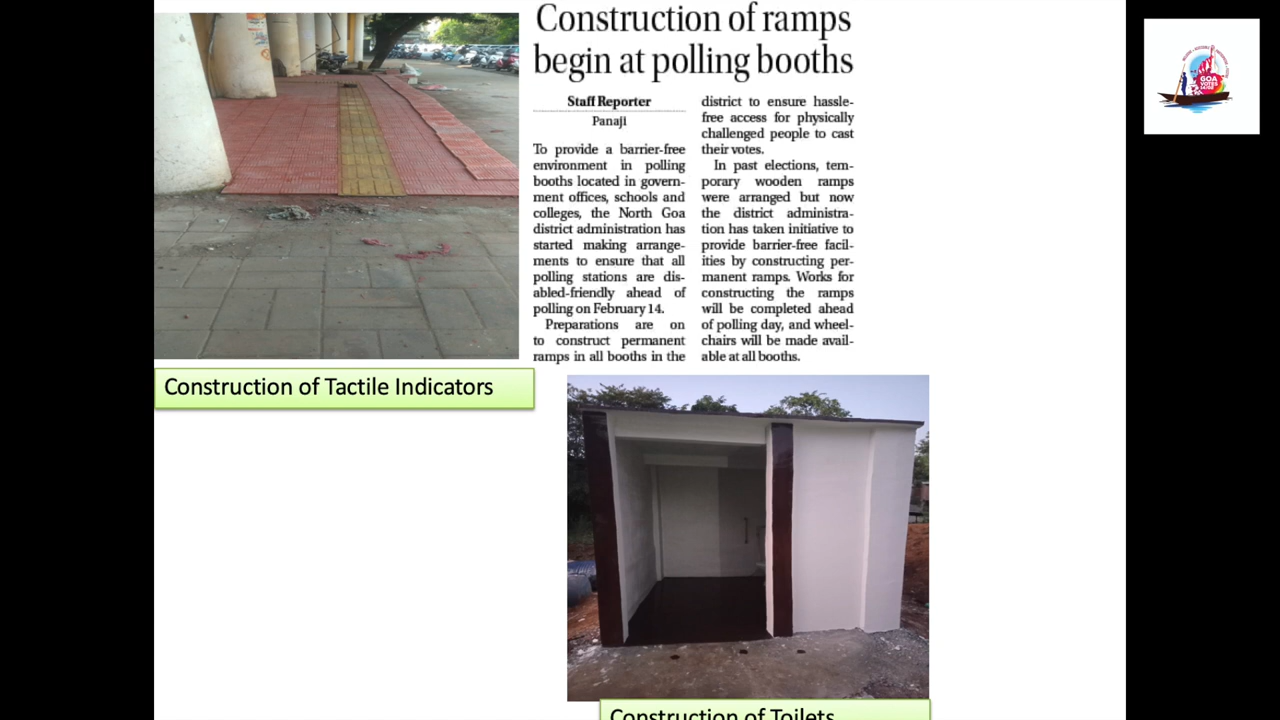 Construction of ramps
begin at polling booths
Staff Reporter
Panaji
To provide a barrier-free
environment in polling
booths located in govern-
ment offices, schools and
colleges, the North Goa
district administration has
started making arrange-
ments to ensure that all
polling stations are dis-
abled-friendly ahead of
polling on February 14.
Preparations are on
to construct permanent
ramps in all booths in the
district to ensure hassle-
free access for physically
challenged people to cast
their votes.
In past elections, tem-
porary wooden ramps
were arranged but now
the district administra-
tion has taken initiative to
provide barrier-free facil-
ities by constructing per-
manent ramps. Works for
constructing the ramps
will be completed ahead
of polling day, and wheel-
chairs will be made avail-
able at all booths.
Construction of Tactile Indicators
Construction of Toilets
GOA
VOTES